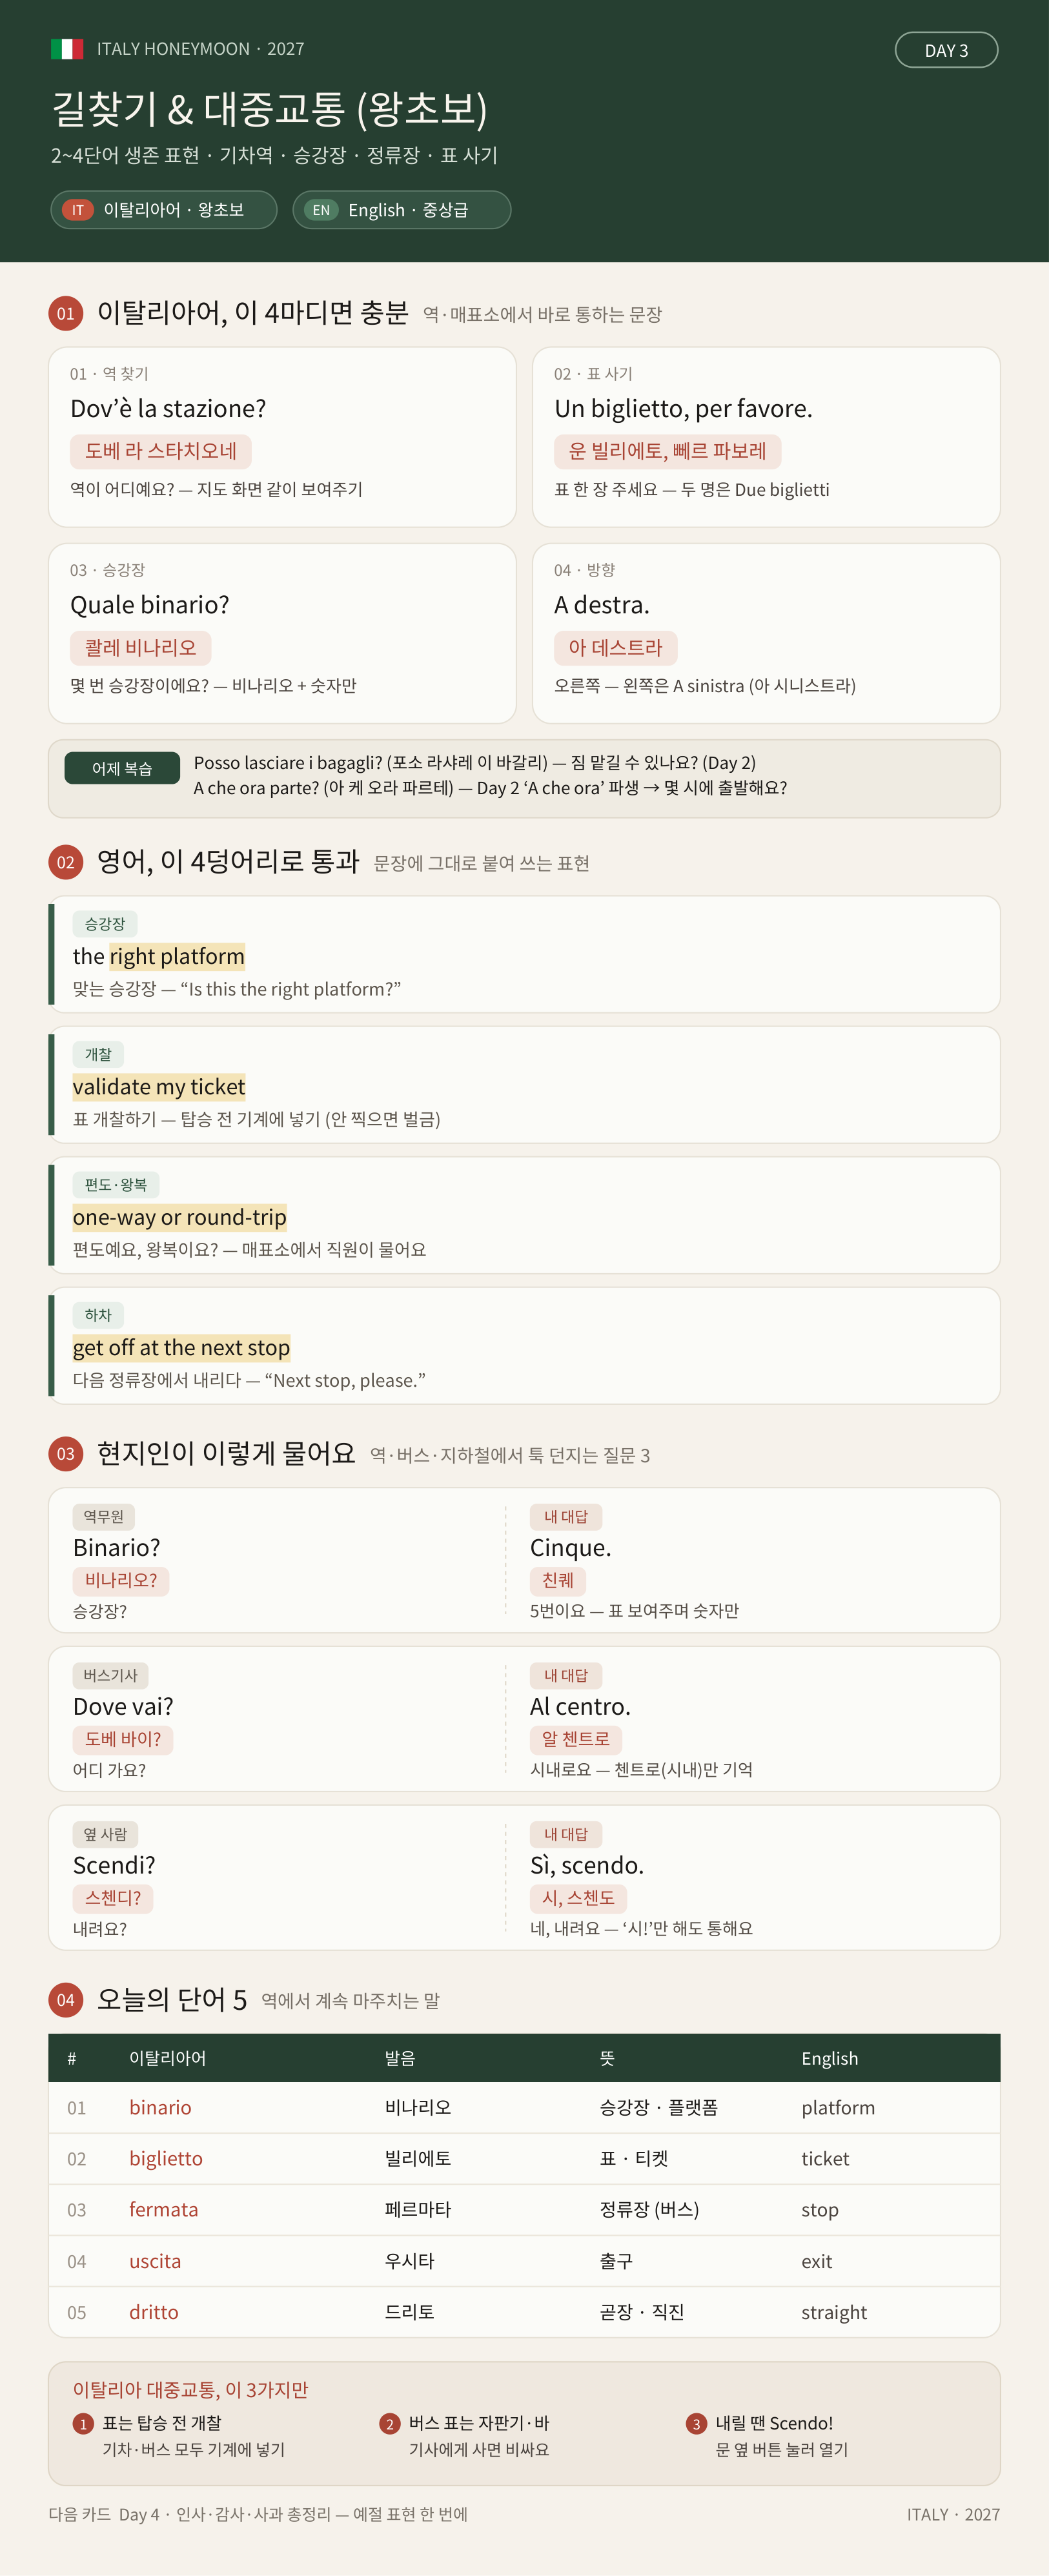 ITALY HONEYMOON · 2027
DAY 3
길찾기 & 대중교통 (왕초보)
2~4단어 생존 표현 · 기차역 · 승강장 · 정류장 · 표 사기
IT 이탈리아어 · 왕초보
EN English · 중상급
01 이탈리아어, 이 4마디면 충분 역·매표소에서 바로 통하는 문장
01 · 역 찾기
Dov’è la stazione?
도베 라 스타치오네
역이 어디예요? — 지도 화면 같이 보여주기
02 · 표 사기
Un biglietto, per favore.
운 빌리에토, 뻬르 파보레
표 한 장 주세요 — 두 명은 Due biglietti
03 · 승강장
Quale binario?
콸레 비나리오
몇 번 승강장이에요? — 비나리오 + 숫자만
04 · 방향
A destra.
아 데스트라
오른쪽 — 왼쪽은 A sinistra (아 시니스트라)
어제 복습
Posso lasciare i bagagli? (포소 라샤레 이 바갈리) — 짐 맡길 수 있나요? (Day 2)
A che ora parte? (아 케 오라 파르테) — Day 2 ‘A che ora’ 파생 → 몇 시에 출발해요?
02 영어, 이 4덩어리로 통과 문장에 그대로 붙여 쓰는 표현
승강장
the right platform
맞는 승강장 — “Is this the right platform?”
개찰
validate my ticket
표 개찰하기 — 탑승 전 기계에 넣기 (안 찍으면 벌금)
편도·왕복
one-way or round-trip
편도예요, 왕복이요? — 매표소에서 직원이 물어요
하차
get off at the next stop
다음 정류장에서 내리다 — “Next stop, please.”
03 현지인이 이렇게 물어요 역·버스·지하철에서 툭 던지는 질문 3
역무원
Binario?
비나리오?
승강장?
내 대답
Cinque.
친퀘
5번이요 — 표 보여주며 숫자만
버스기사
Dove vai?
도베 바이?
어디 가요?
내 대답
Al centro.
알 첸트로
시내로요 — 첸트로(시내)만 기억
옆 사람
Scendi?
스첸디?
내려요?
내 대답
Sì, scendo.
시, 스첸도
네, 내려요 — ‘시!’만 해도 통해요
04 오늘의 단어 5 역에서 계속 마주치는 말
# 이탈리아어 발음 뜻 English
01 binario 비나리오 승강장 · 플랫폼 platform
02 biglietto 빌리에토 표 · 티켓 ticket
03 fermata 페르마타 정류장 (버스) stop
04 uscita 우시타 출구 exit
05 dritto 드리토 곧장 · 직진 straight
이탈리아 대중교통, 이 3가지만
1 표는 탑승 전 개찰
기차·버스 모두 기계에 넣기
2 버스 표는 자판기·바
기사에게 사면 비싸요
3 내릴 땐 Scendo!
문 옆 버튼 눌러 열기
다음 카드 Day 4 · 인사·감사·사과 총정리 — 예절 표현 한 번에
ITALY · 2027